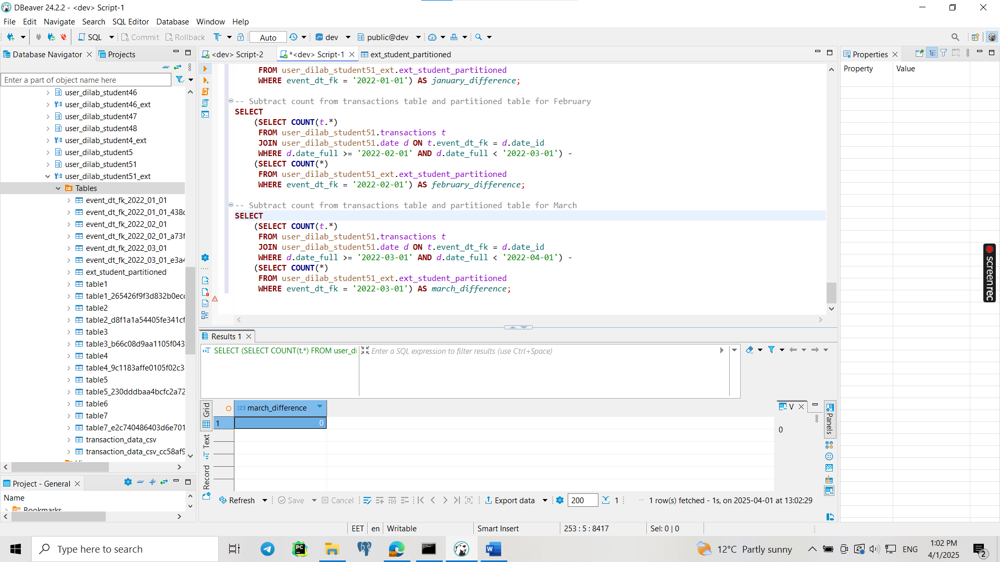 DBeaver 24.2.2 - <dev> Script-1
File Edit Navigate Search SQL Editor Database Window Help
SQL Commit Rollback Auto dev public@dev
Database Navigator Projects
<dev> Script-2 *<dev> Script-1 ext_student_partitioned
Properties
Enter a part of object name here
user_dilab_student46
user_dilab_student46_ext
user_dilab_student47
user_dilab_student48
user_dilab_student4_ext
user_dilab_student5
user_dilab_student51
user_dilab_student51_ext
Tables
event_dt_fk_2022_01_01
event_dt_fk_2022_01_01_438c
event_dt_fk_2022_02_01
event_dt_fk_2022_02_01_a73f
event_dt_fk_2022_03_01
event_dt_fk_2022_03_01_e3a4
ext_student_partitioned
table1
table1_265426f9f3d832b0ecc
table2
table2_d8f1a1a54405fe341cf
table3
table3_b66c08d9aa1105f043
table4
table4_9c1183affe0105f02c3
table5
table5_230dddbaa4bcfc2a72
table6
table7
table7_e2c740486403d6e701
transaction_data_csv
transaction_data_csv_cc58af9
Project - General
Name
Bookmarks
FROM user_dilab_student51_ext.ext_student_partitioned
WHERE event_dt_fk = '2022-01-01') AS january_difference;
-- Subtract count from transactions table and partitioned table for February
SELECT
(SELECT COUNT(t.*)
FROM user_dilab_student51.transactions t
JOIN user_dilab_student51.date d ON t.event_dt_fk = d.date_id
WHERE d.date_full >= '2022-02-01' AND d.date_full < '2022-03-01') -
(SELECT COUNT(*)
FROM user_dilab_student51_ext.ext_student_partitioned
WHERE event_dt_fk = '2022-02-01') AS february_difference;
-- Subtract count from transactions table and partitioned table for March
SELECT
(SELECT COUNT(t.*)
FROM user_dilab_student51.transactions t
JOIN user_dilab_student51.date d ON t.event_dt_fk = d.date_id
WHERE d.date_full >= '2022-03-01' AND d.date_full < '2022-04-01') -
(SELECT COUNT(*)
FROM user_dilab_student51_ext.ext_student_partitioned
WHERE event_dt_fk = '2022-03-01') AS march_difference;
Results 1
SELECT (SELECT COUNT(t.*) FROM user_di
Enter a SQL expression to filter results (use Ctrl+Space)
Grid
Text
Record
123 march_difference
1 0
V
0
Panels
Refresh Save Cancel Export data 200 1 1 row(s) fetched - 1s, on 2025-04-01 at 13:02:29
EET en Writable Smart Insert 253 : 5 : 8417 Sel: 0 | 0
Property Value
screenrec
Type here to search
PC
W
12°C Partly sunny
ENG
1:02 PM
4/1/2025
2